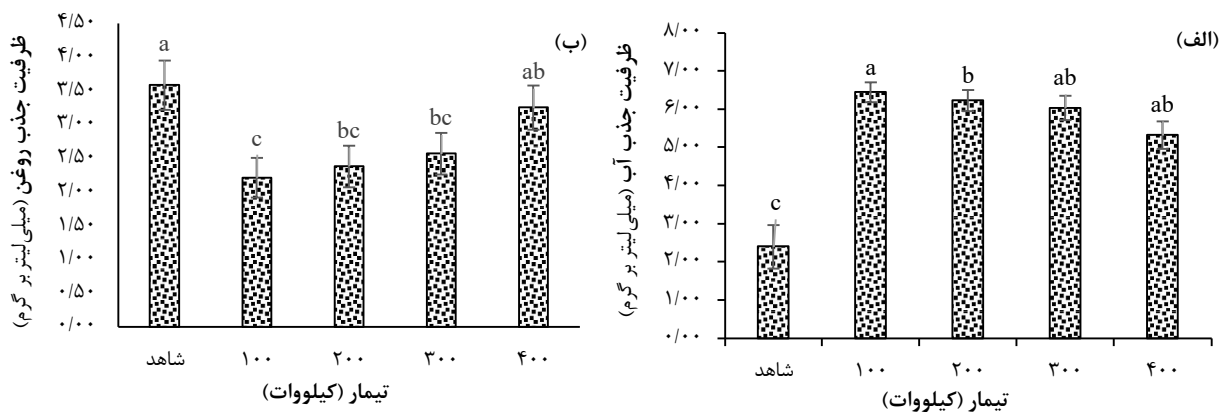 (الف)
ظرفیت جذب آب (میلی‌لیتر بر گرم)
۸/۰۰
۷/۰۰
۶/۰۰
۵/۰۰
۴/۰۰
۳/۰۰
۲/۰۰
۱/۰۰
۰/۰۰
c
a
b
ab
ab
شاهد ۱۰۰ ۲۰۰ ۳۰۰ ۴۰۰
تیمار (کیلووات)
(ب)
ظرفیت جذب روغن (میلی‌لیتر بر گرم)
۴/۵۰
۴/۰۰
۳/۵۰
۳/۰۰
۲/۵۰
۲/۰۰
۱/۵۰
۱/۰۰
۰/۵۰
۰/۰۰
a
c
bc
bc
ab
شاهد ۱۰۰ ۲۰۰ ۳۰۰ ۴۰۰
تیمار (کیلووات)